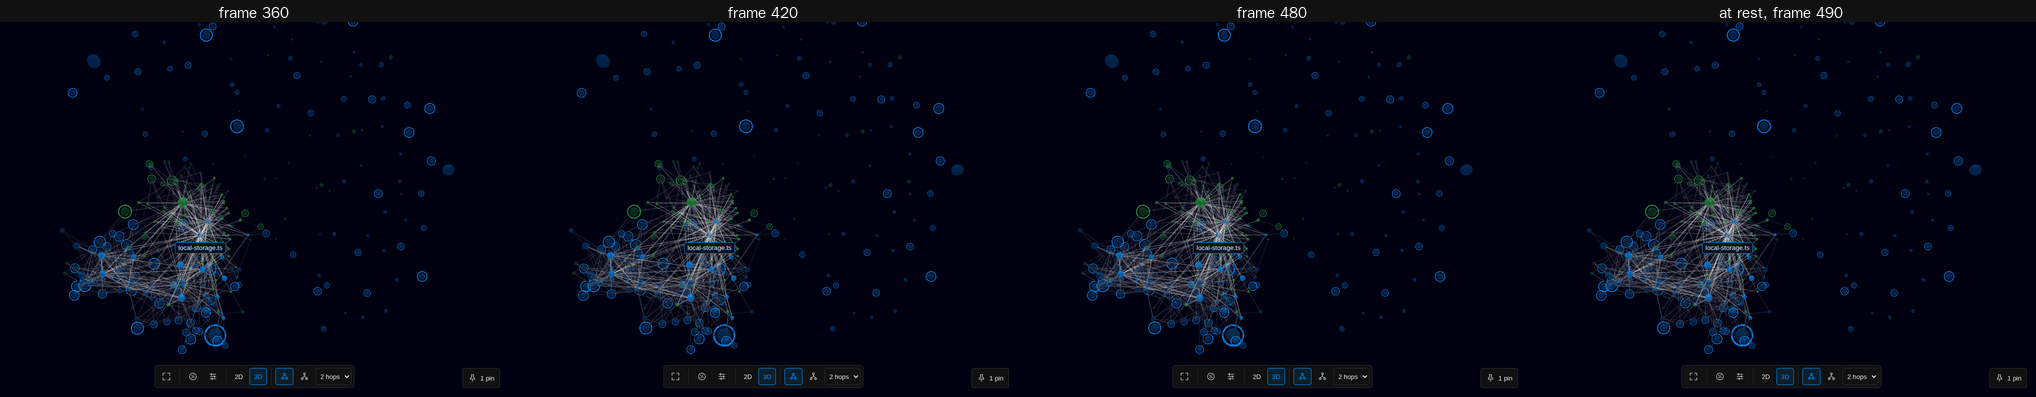 frame 360
frame 420
frame 480
at rest, frame 490
local-storage.ts
local-storage.ts
local-storage.ts
local-storage.ts
2D 3D 2 hops
1 pin
2D 3D 2 hops
1 pin
2D 3D 2 hops
1 pin
2D 3D 2 hops
1 pin